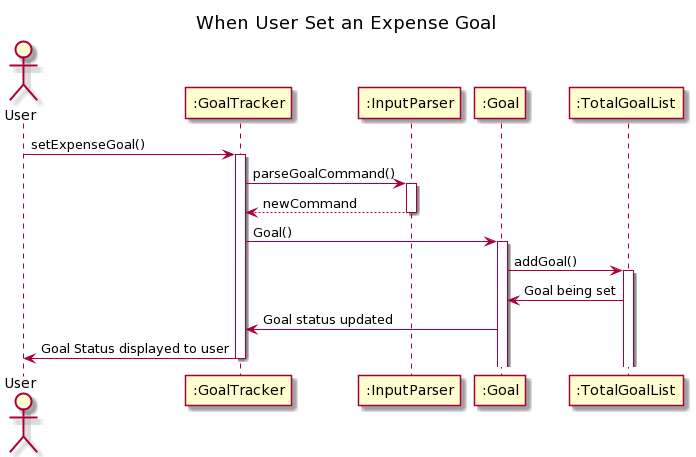 When User Set an Expense Goal
User
:GoalTracker
:InputParser
:Goal
:TotalGoalList
setExpenseGoal()
parseGoalCommand()
newCommand
Goal()
addGoal()
Goal being set
Goal status updated
Goal Status displayed to user
User
:GoalTracker
:InputParser
:Goal
:TotalGoalList